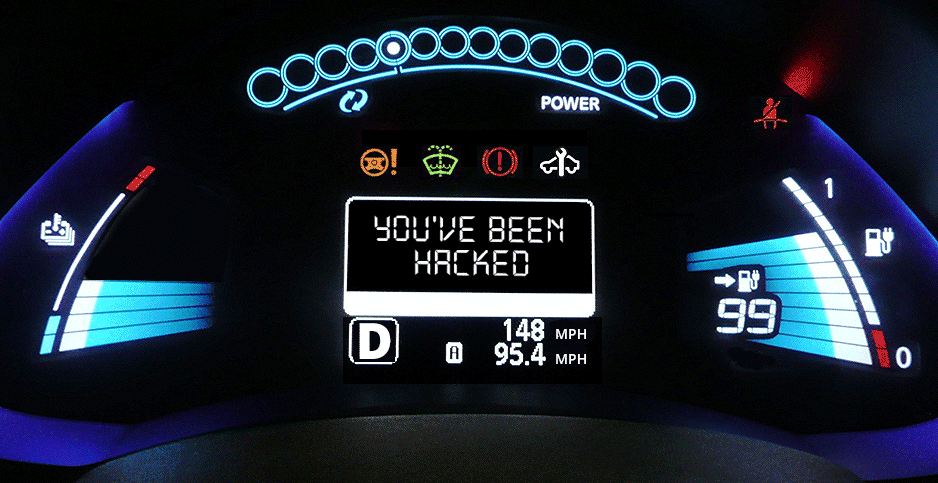 POWER
YOU'VE BEEN
HACKED
D
148 MPH
A 95.4 MPH
1
99
0